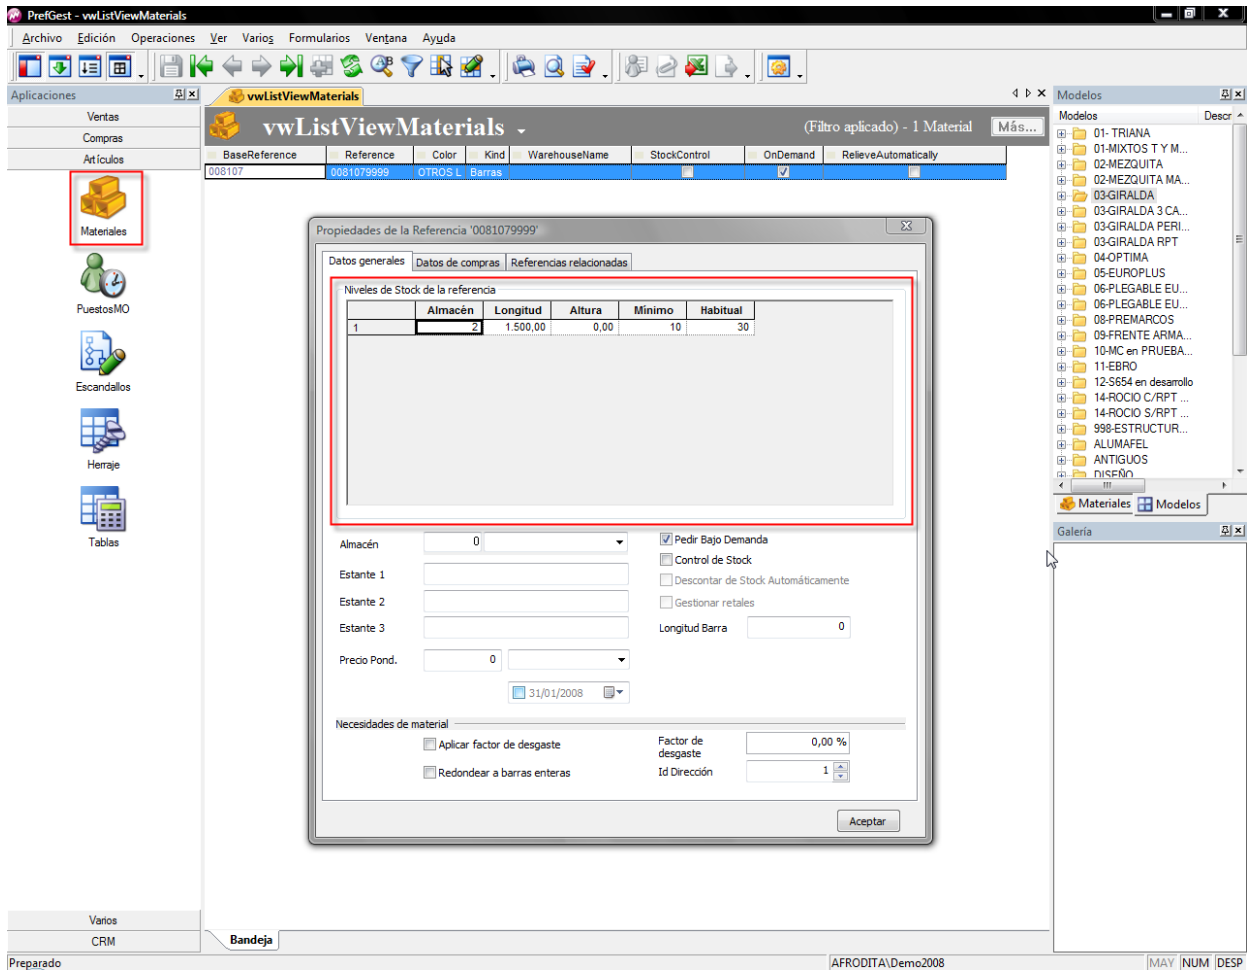 PrefGest - vwListViewMaterials
Archivo Edición Operaciones Ver Varios Formularios Ventana Ayuda
Aplicaciones
Ventas
Compras
Artículos
Materiales
PuestosMO
Escandallos
Herraje
Tablas
Varios
CRM
vwListViewMaterials
vwListViewMaterials
(Filtro aplicado) - 1 Material Más...
BaseReference Reference Color Kind WarehouseName StockControl OnDemand RelieveAutomatically
008107 0081079999 OTROS L Barras
Propiedades de la Referencia '0081079999'
Datos generales Datos de compras Referencias relacionadas
Niveles de Stock de la referencia
Almacén Longitud Altura Mínimo Habitual
1 2 1.500,00 0,00 10 30
Almacén 0
Pedir Bajo Demanda
Control de Stock
Estante 1
Descontar de Stock Automáticamente
Estante 2
Gestionar retales
Estante 3
Longitud Barra 0
Precio Pond. 0
31/01/2008
Necesidades de material
Aplicar factor de desgaste
Factor de desgaste 0,00 %
Redondear a barras enteras
Id Dirección 1
Aceptar
Bandeja
Modelos
Modelos Descr
01- TRIANA
01-MIXTOS T Y M...
02-MEZQUITA
02-MEZQUITA MA...
03-GIRALDA
03-GIRALDA 3 CA...
03-GIRALDA PERI...
03-GIRALDA RPT
04-OPTIMA
05-EUROPLUS
06-PLEGABLE EU...
06-PLEGABLE EU...
08-PREMARCOS
09-FRENTE ARMA...
10-MC en PRUEBA...
11-EBRO
12-S654 en desarrollo
14-ROCIO C/RPT ...
14-ROCIO S/RPT ...
998-ESTRUCTUR...
ALUMAFEL
ANTIGUOS
DISEÑO
Materiales Modelos
Galería
Preparado
AFRODITA\Demo2008
MAY NUM DESP